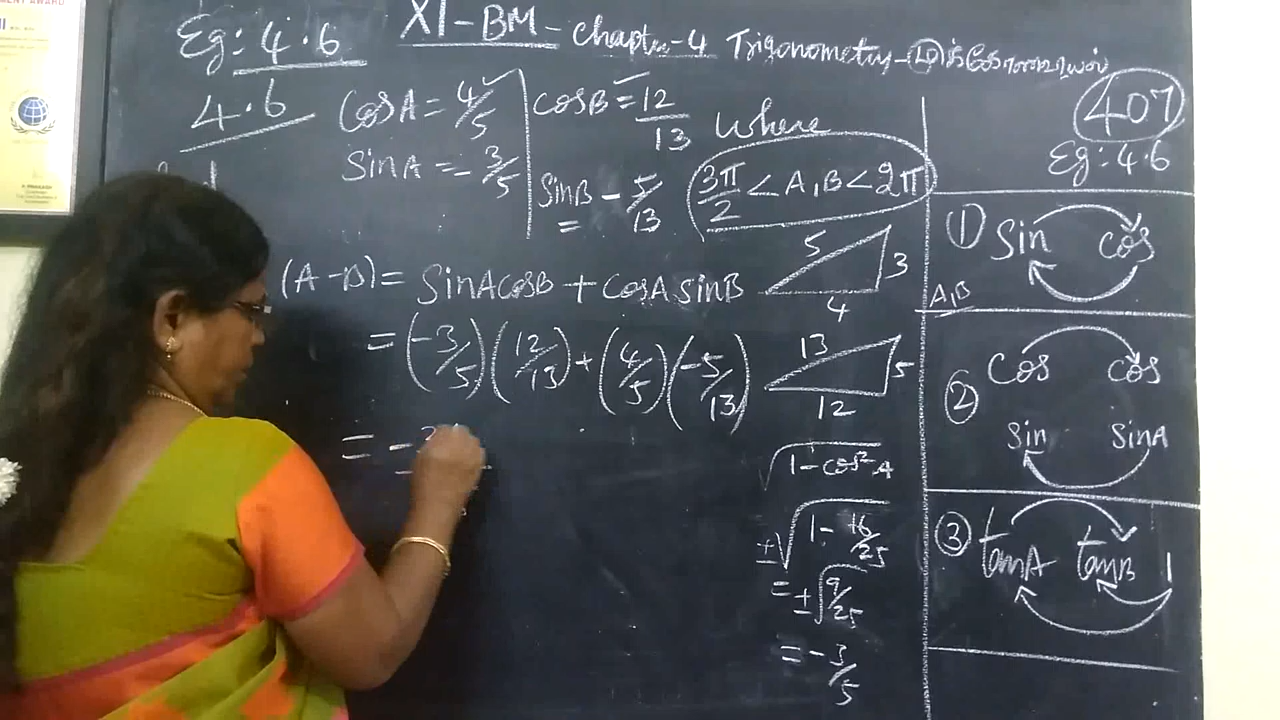 Eg: 4.6
XI - BM - Chapter - 4 Trigonometry -
4.6
CosA = 4/5
CosB = 12/13 Where
SinA = -3/5
SinB = -5/13
3π/2 < A, B < 2π
(A-B) = SinA cosB + cosA sinB
= (-3/5)(12/13) + (4/5)(-5/13)
= -
5
3
4
13
5
12
√1-cos²A
±√1-16/25
= ±√9/25
= -3/5
407
Eg: 4.6
① Sin cos
A,B
② Cos cos
Sin SinA
③ tanA tanB 1